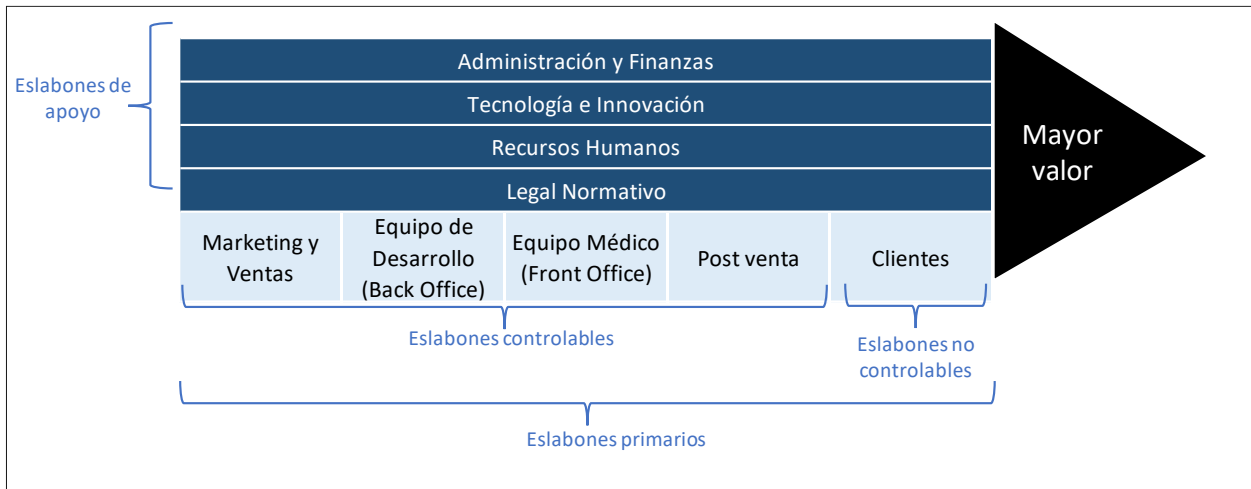 Administración y Finanzas
Eslabones de
apoyo
Tecnología e Innovación
Recursos Humanos
Legal Normativo
Mayor
valor
Marketing y
Ventas
Equipo de
Desarrollo
(Back Office)
Equipo Médico
(Front Office)
Post venta
Clientes
Eslabones controlables
Eslabones no
controlables
Eslabones primarios